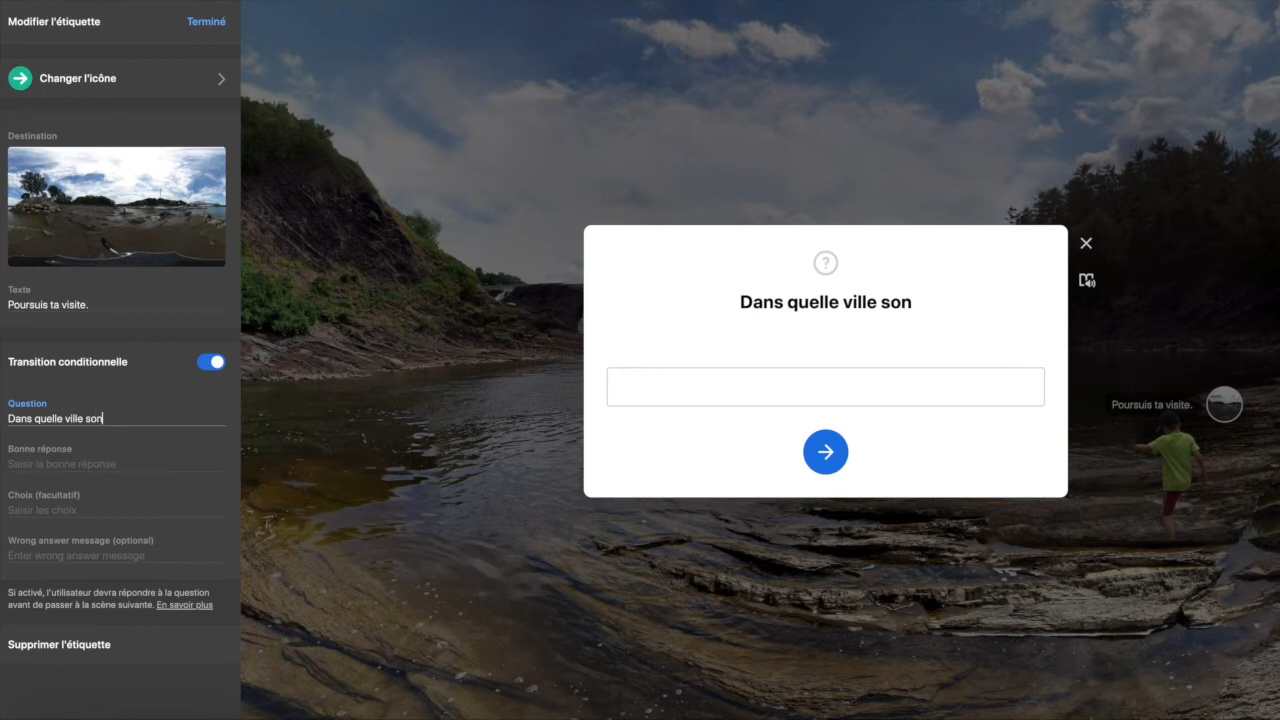 Modifier l'étiquette
Terminé
Changer l'icône
Destination
Texte
Poursuis ta visite.
Transition conditionnelle
Question
Dans quelle ville son
Bonne réponse
Saisir la bonne réponse
Choix (facultatif)
Saisir les choix
Wrong answer message (optional)
Enter wrong answer message
Si activé, l'utilisateur devra répondre à la question
avant de passer à la scène suivante. En savoir plus
Supprimer l'étiquette
?
Dans quelle ville son
Poursuis ta visite.